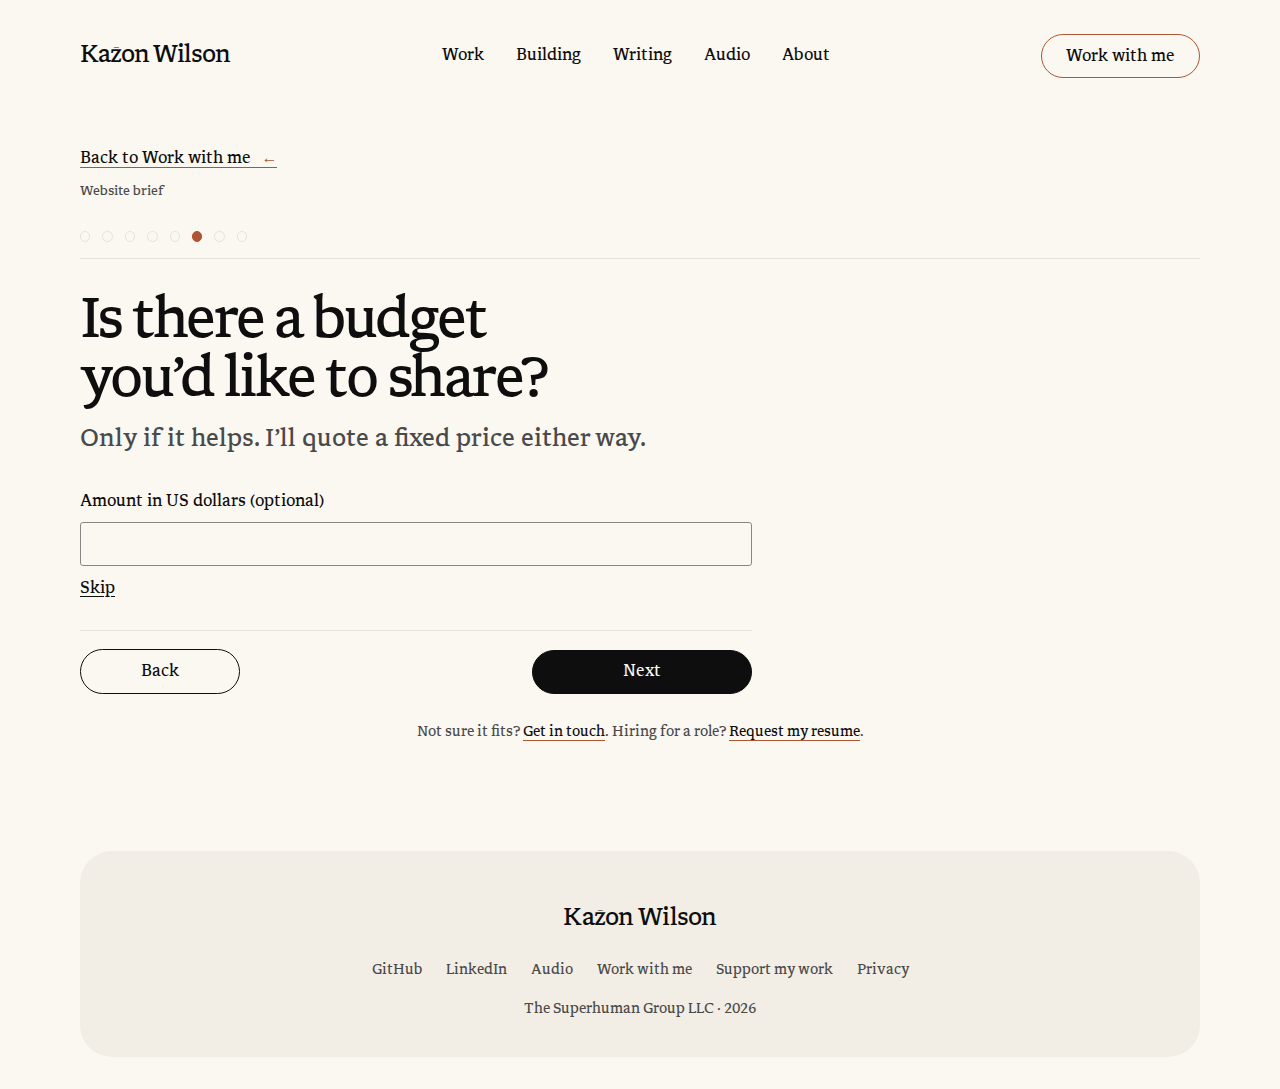 Kazon Wilson
Work
Building
Writing
Audio
About
Work with me
Back to Work with me ←
Website brief
Is there a budget
you’d like to share?
Only if it helps. I’ll quote a fixed price either way.
Amount in US dollars (optional)
Skip
Back
Next
Not sure it fits? Get in touch. Hiring for a role? Request my resume.
Kazon Wilson
GitHub
LinkedIn
Audio
Work with me
Support my work
Privacy
The Superhuman Group LLC · 2026